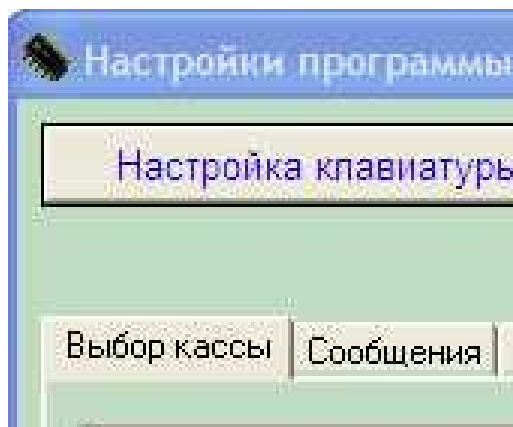 Настройки программы
Настройка клавиатуры
Выбор кассы
Сообщения